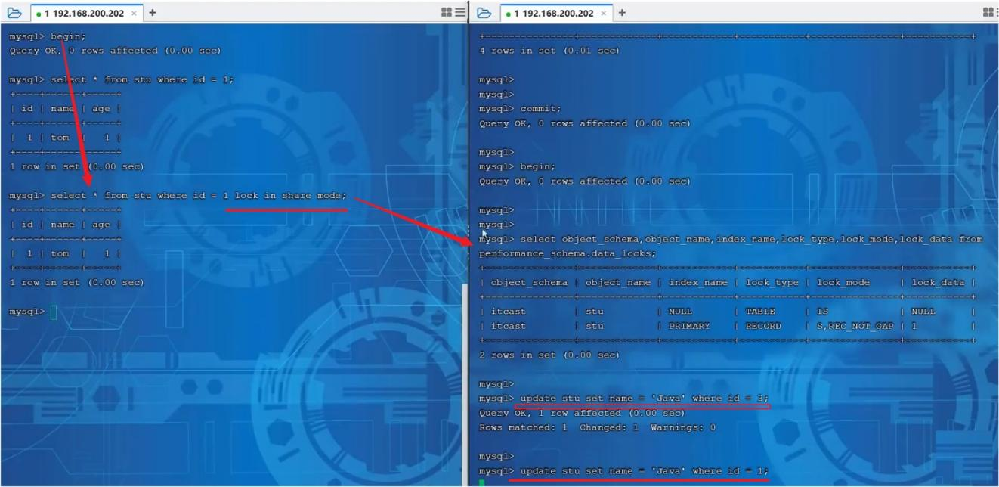 1 192.168.200.202 × +
mysql> begin;
Query OK, 0 rows affected (0.00 sec)
mysql> select * from stu where id = 1;
+----+------+-----+
| id | name | age |
+----+------+-----+
| 1 | tom | 1 |
+----+------+-----+
1 row in set (0.00 sec)
mysql> select * from stu where id = 1 lock in share mode;
+----+------+-----+
| id | name | age |
+----+------+-----+
| 1 | tom | 1 |
+----+------+-----+
1 row in set (0.00 sec)
mysql>
1 192.168.200.202 × +
+---------------+-------------+------------+-----------+---------------+-----------+
4 rows in set (0.01 sec)
mysql>
mysql>
mysql> commit;
Query OK, 0 rows affected (0.00 sec)
mysql>
mysql> begin;
Query OK, 0 rows affected (0.00 sec)
mysql>
mysql>
mysql> select object_schema,object_name,index_name,lock_type,lock_mode,lock_data from
performance_schema.data_locks;
+---------------+-------------+------------+-----------+---------------+-----------+
| object_schema | object_name | index_name | lock_type | lock_mode | lock_data |
+---------------+-------------+------------+-----------+---------------+-----------+
| itcast | stu | NULL | TABLE | IS | NULL |
| itcast | stu | PRIMARY | RECORD | S,REC_NOT_GAP | 1 |
+---------------+-------------+------------+-----------+---------------+-----------+
2 rows in set (0.00 sec)
mysql>
mysql> update stu set name = 'Java' where id = 3;
Query OK, 1 row affected (0.00 sec)
Rows matched: 1 Changed: 1 Warnings: 0
mysql>
mysql> update stu set name = 'Java' where id = 1;